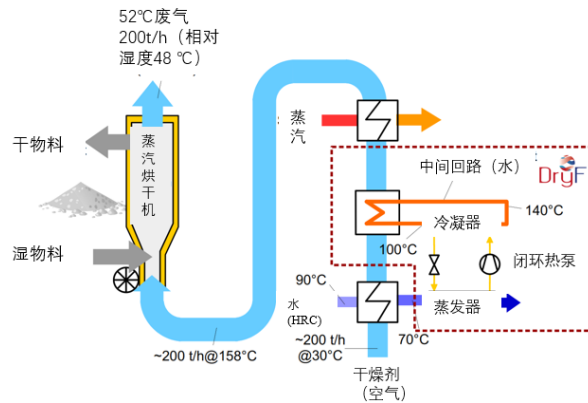 52℃废气
200t/h（相对
湿度48 ℃）
干物料
蒸汽烘干机
湿物料
~200 t/h@158°C
蒸
汽
中间回路（水）
DryF
140°C
冷凝器
100°C
闭环热泵
90°C
水
(HRC)
蒸发器
70°C
~200 t/h
@30°C
干燥剂
（空气）